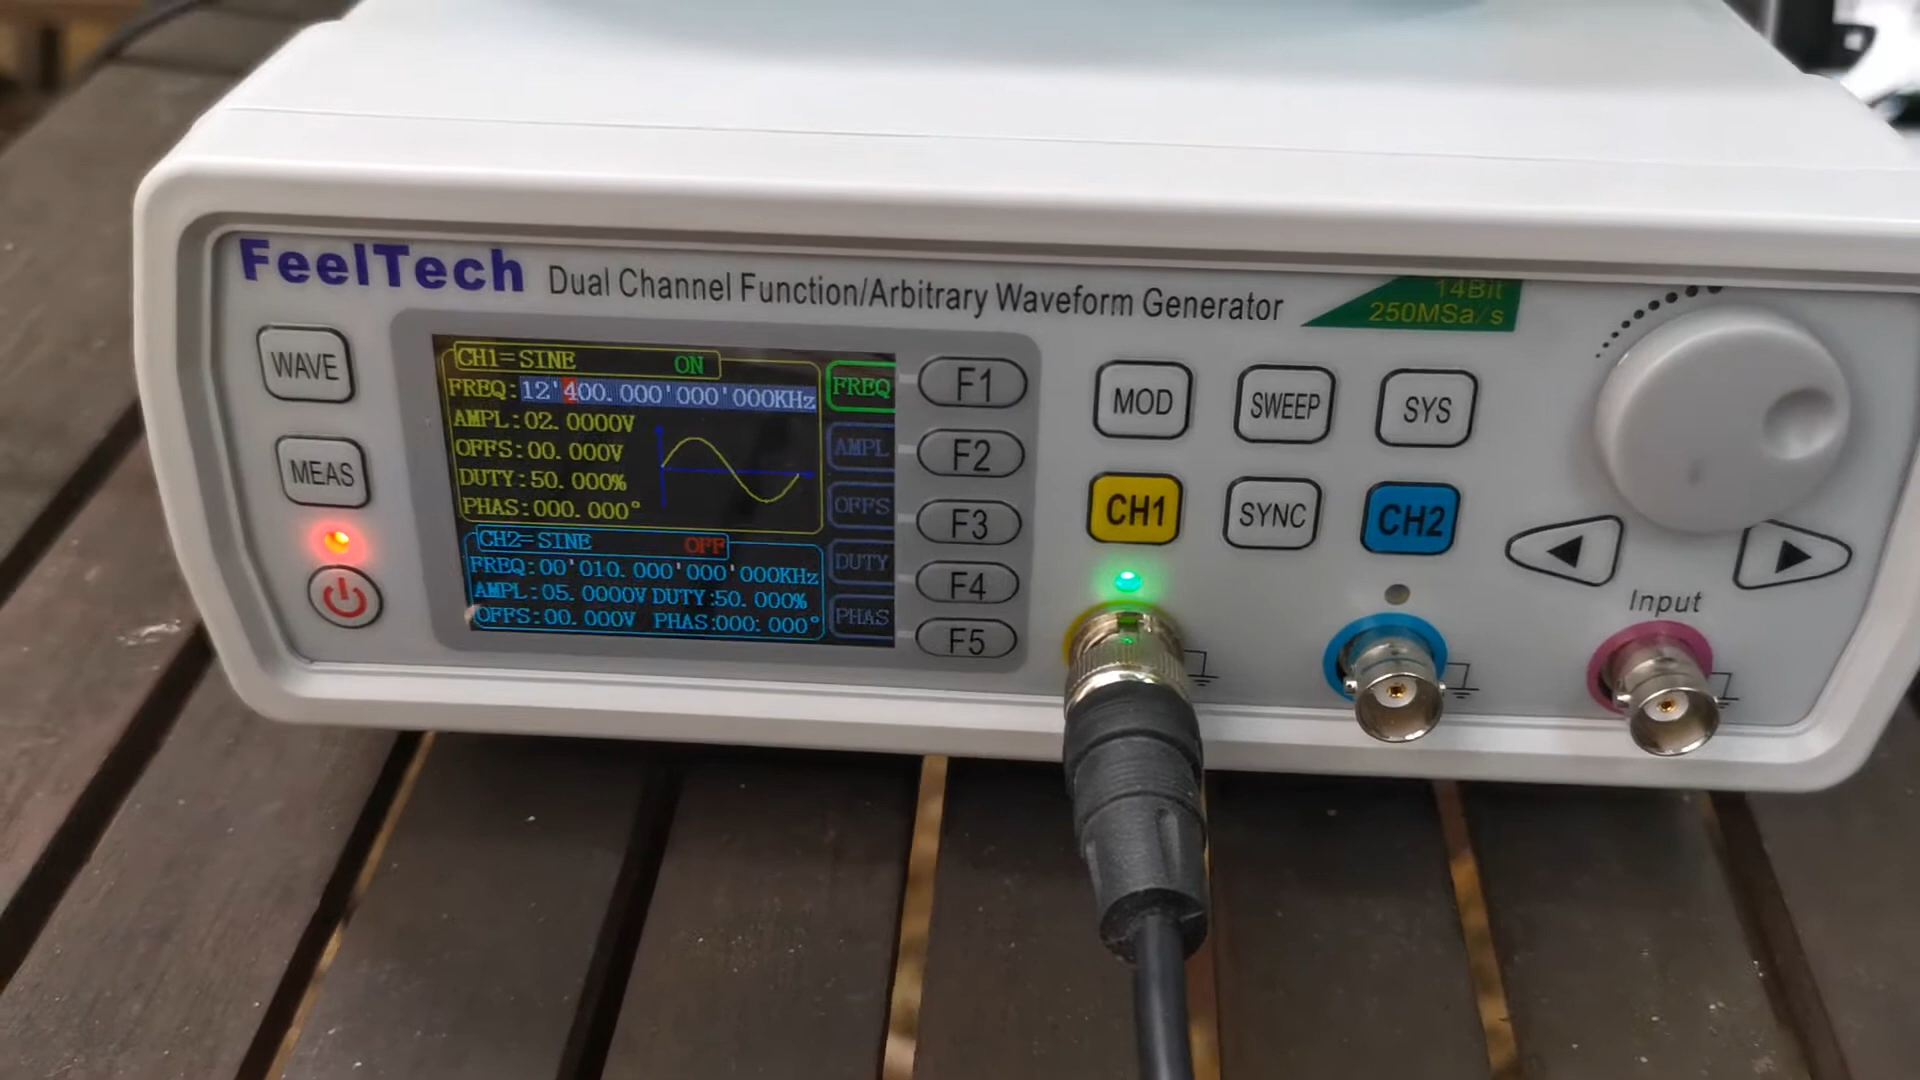 FeelTech
Dual Channel Function/Arbitrary Waveform Generator
14Bit
250MSa/s
WAVE
MEAS
CH1=SINE ON
FREQ:12'400.000'000'000KHz
AMPL:02.0000V
OFFS:00.000V
DUTY:50.000%
PHAS:000.000°
CH2=SINE OFF
FREQ:00'010.000'000'000KHz
AMPL:05.0000V DUTY:50.000%
OFFS:00.000V PHAS:000.000°
FREQ
AMPL
OFFS
DUTY
PHAS
F1
F2
F3
F4
F5
MOD
SWEEP
SYS
CH1
SYNC
CH2
Input